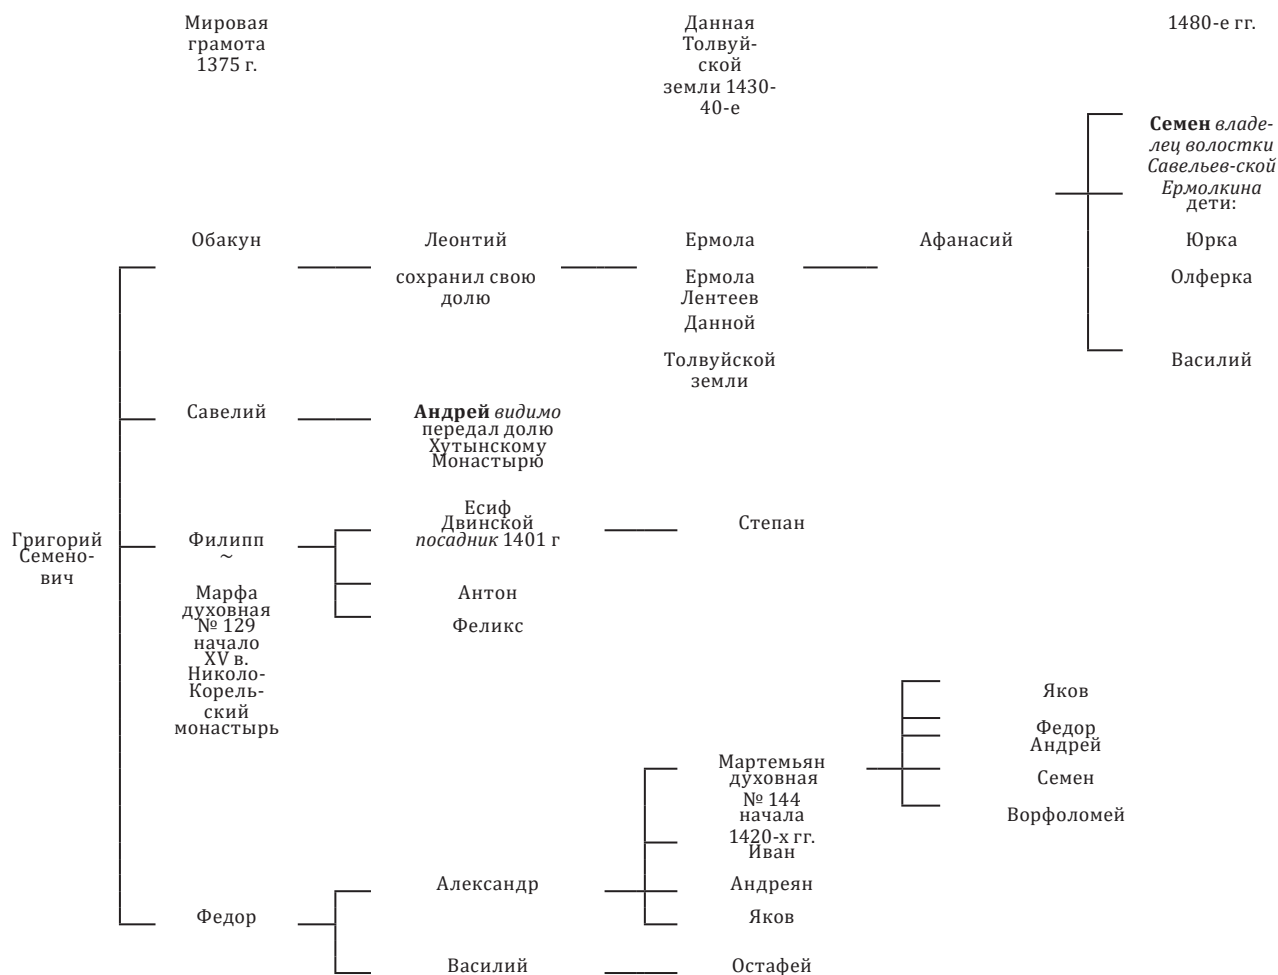 Мировая
грамота
1375 г.
Данная
Толвуй-
ской
земли 1430-
40-е
1480-е гг.
Семен владе-
лец волостки
Савельев-ской
Ермолкина
дети:
Обакун
Леонтий
Ермола
Афанасий
Юрка
сохранил свою
долю
Ермола
Лентеев
Данной
Толвуйской
земли
Олферка
Василий
Савелий
Андрей видимо
передал долю
Хутынскому
Монастырю
Григорий
Семено-
вич
Филипп
~
Марфа
духовная
№ 129
начало
XV в.
Николо-
Корель-
ский
монастырь
Есиф
Двинской
посадник 1401 г
Степан
Антон
Феликс
Яков
Федор
Андрей
Семен
Ворфоломей
Мартемьян
духовная
№ 144
начала
1420-х гг.
Иван
Александр
Андреян
Федор
Яков
Василий
Остафей